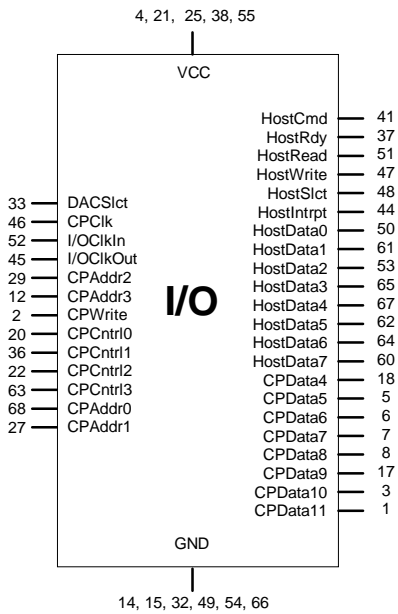 4, 21, 25, 38, 55
VCC
HostCmd 41
HostRdy 37
HostRead 51
HostWrite 47
HostSlct 48
HostIntrpt 44
HostData0 50
HostData1 61
HostData2 53
HostData3 65
HostData4 67
HostData5 62
HostData6 64
HostData7 60
CPData4 18
CPData5 5
CPData6 6
CPData7 7
CPData8 8
CPData9 17
CPData10 3
CPData11 1
33 DACSlct
46 CPClk
52 I/OClkIn
45 I/OClkOut
29 CPAddr2
12 CPAddr3
2 CPWrite
20 CPCntrl0
36 CPCntrl1
22 CPCntrl2
63 CPCntrl3
68 CPAddr0
27 CPAddr1
I/O
GND
14, 15, 32, 49, 54, 66